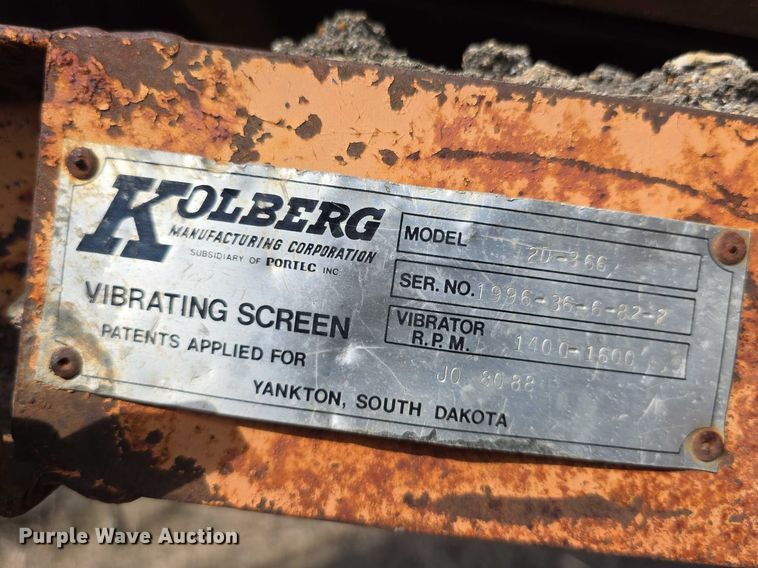 KOLBERG
MANUFACTURING CORPORATION
SUBSIDIARY OF PORTEC INC
VIBRATING SCREEN
PATENTS APPLIED FOR
YANKTON, SOUTH DAKOTA
MODEL 2D-366
SER. NO. 1996-36-6-82-2
VIBRATOR
R.P.M. 1400-1600
JO 8088
Purple Wave Auction